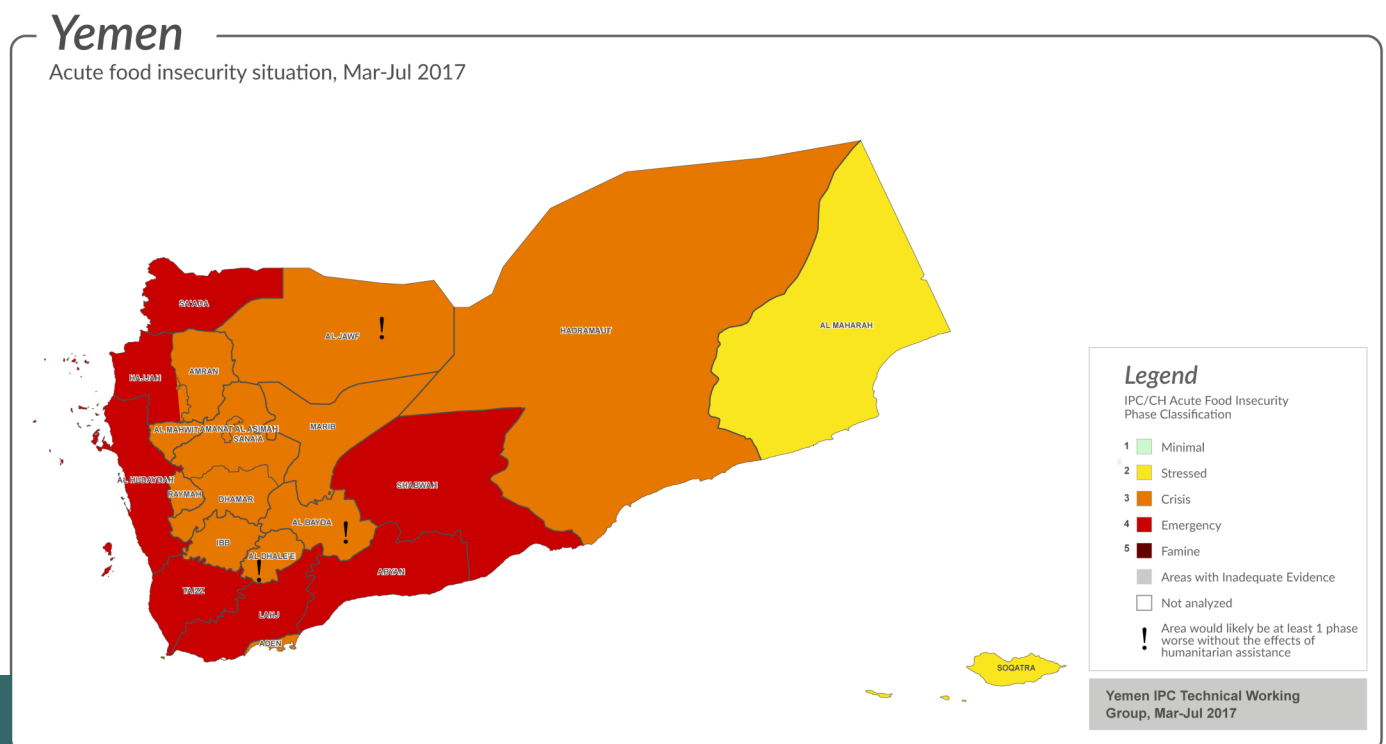 Yemen
Acute food insecurity situation, Mar-Jul 2017
SA'ADA
AL JAWF
!
HADRAMAUT
AL MAHARAH
HAJJAH
AMRAN
AL MAHWIT
AMANAT AL ASIMAH
SANA'A
MARIB
AL HUDAYDAH
RAYMAH
DHAMAR
SHABWAH
AL BAYDA
!
IBB
AL DHALE'E
!
ABYAN
TAIZZ
LAHJ
ADEN
SOQATRA
Legend
IPC/CH Acute Food Insecurity
Phase Classification
1 Minimal
2 Stressed
3 Crisis
4 Emergency
5 Famine
Areas with Inadequate Evidence
Not analyzed
! Area would likely be at least 1 phase
worse without the effects of
humanitarian assistance
Yemen IPC Technical Working
Group, Mar-Jul 2017